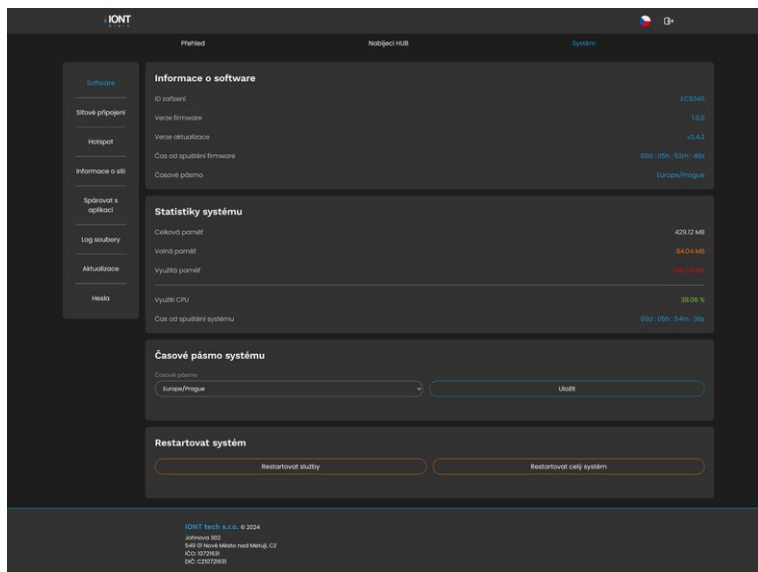 IONT
Přehled Nabíjecí HUB Systém
Software
Síťové připojení
Hotspot
Informace o síti
Spárovat s
aplikací
Log soubory
Aktualizace
Hesla
Informace o software
ID zařízení
Verze firmware 1.0.0
Verze aktualizace v2.4.2
Čas od spuštění firmware 00d : 05h : 53m : 46s
Časové pásmo Europe/Prague
Statistiky systému
Celková paměť 429.12 MB
Volná paměť 84.04 MB
Využitá paměť
Využití CPU 38.06 %
Čas od spuštění systému 00d : 05h : 54m : 36s
Časové pásmo systému
Časové pásmo
Europe/Prague Uložit
Restartovat systém
Restartovat služby Restartovat celý systém
IONT tech s.r.o. © 2024
Johnova 302
549 01 Nové Město nad Metují, CZ
IČO: 10721631
DIČ: CZ10721631